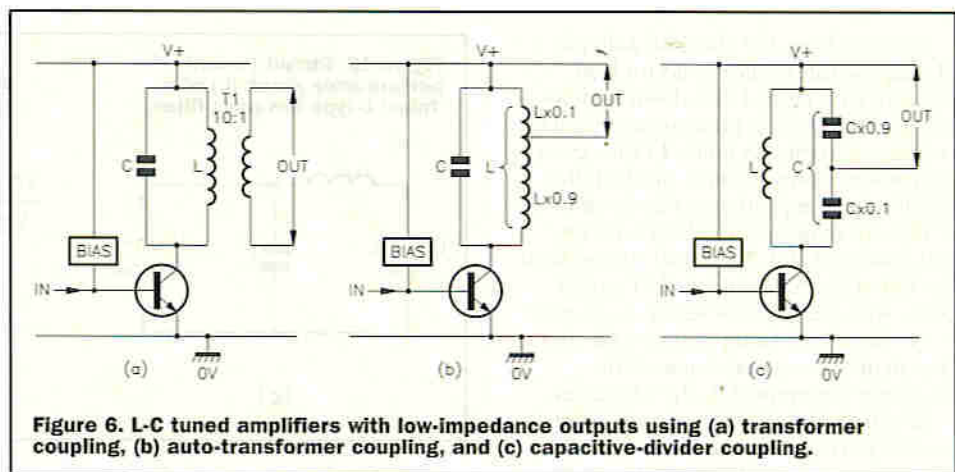 V+
T1
10:1
C
L
OUT
BIAS
IN
(a)
0V
V+
Lx0.1
OUT
C
L
Lx0.9
BIAS
IN
(b)
0V
V+
OUT
Cx0.9
L
C
Cx0.1
BIAS
IN
(c)
0V
Figure 6. L-C tuned amplifiers with low-impedance outputs using (a) transformer
coupling, (b) auto-transformer coupling, and (c) capacitive-divider coupling.